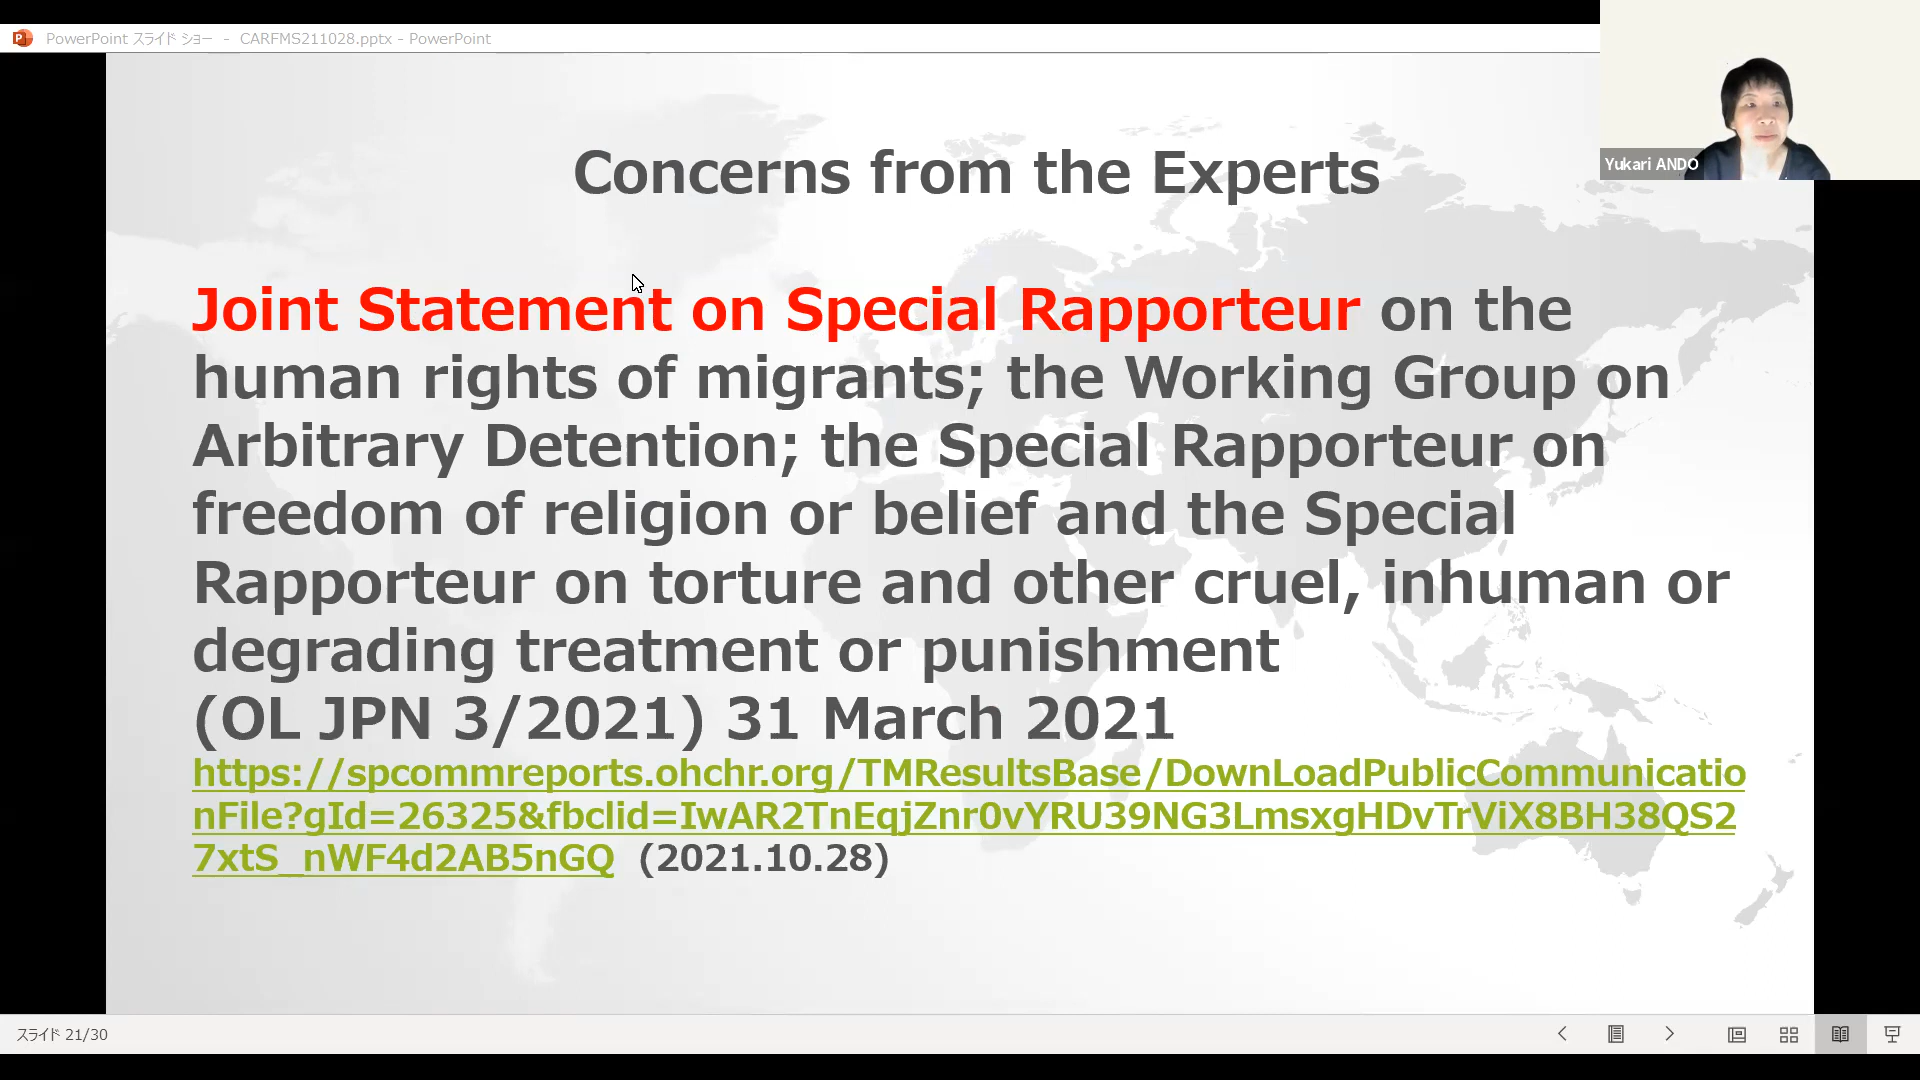 PowerPoint スライド ショー - CARFMS211028.pptx - PowerPoint
Yukari ANDO
Concerns from the Experts
Joint Statement on Special Rapporteur on the
human rights of migrants; the Working Group on
Arbitrary Detention; the Special Rapporteur on
freedom of religion or belief and the Special
Rapporteur on torture and other cruel, inhuman or
degrading treatment or punishment
(OL JPN 3/2021) 31 March 2021
https://spcommreports.ohchr.org/TMResultsBase/DownLoadPublicCommunicatio
nFile?gId=26325&fbclid=IwAR2TnEqjZnr0vYRU39NG3LmsxgHDvTrViX8BH38QS2
7xtS_nWF4d2AB5nGQ (2021.10.28)
スライド 21/30